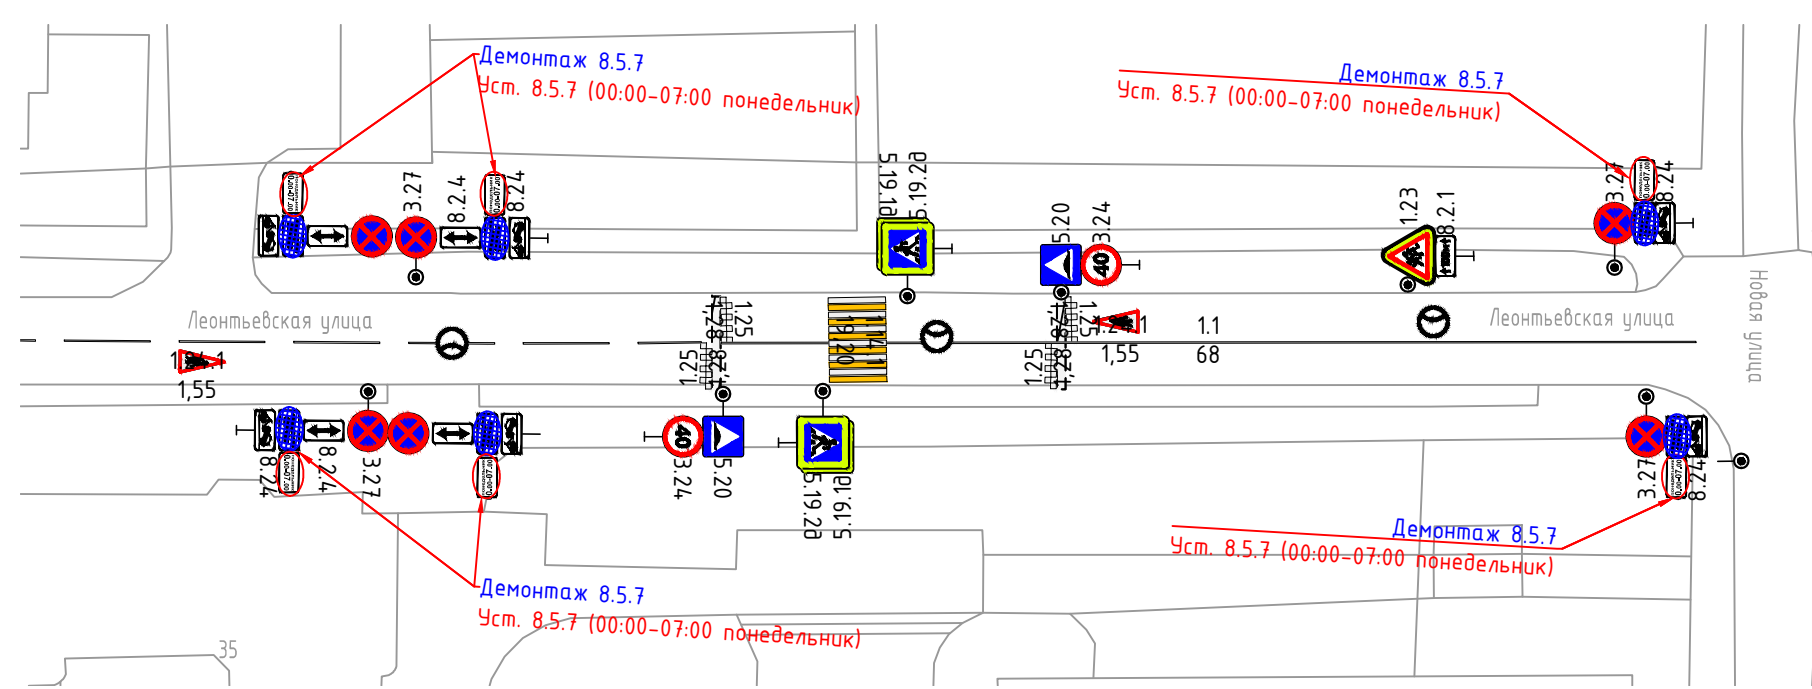 Демонтаж 8.5.7
Уст. 8.5.7 (00:00-07:00 понедельник)
Демонтаж 8.5.7
Уст. 8.5.7 (00:00-07:00 понедельник)
3.27
8.2.4
8.24
5.19.1д
5.19.2д
5.20
3.24
40
1.23
8.2.1
3.27
8.24
Леонтьевская улица
1.25
1.25
1.1
68
Леонтьевская улица
Новая улица
1,55
1.25
19,20
1.14.1
1.25
1,55
8.24
8.2.4
3.27
40
3.24
5.20
5.19.2д
5.19.1д
3.27
8.24
Демонтаж 8.5.7
Уст. 8.5.7 (00:00-07:00 понедельник)
Демонтаж 8.5.7
Уст. 8.5.7 (00:00-07:00 понедельник)
35